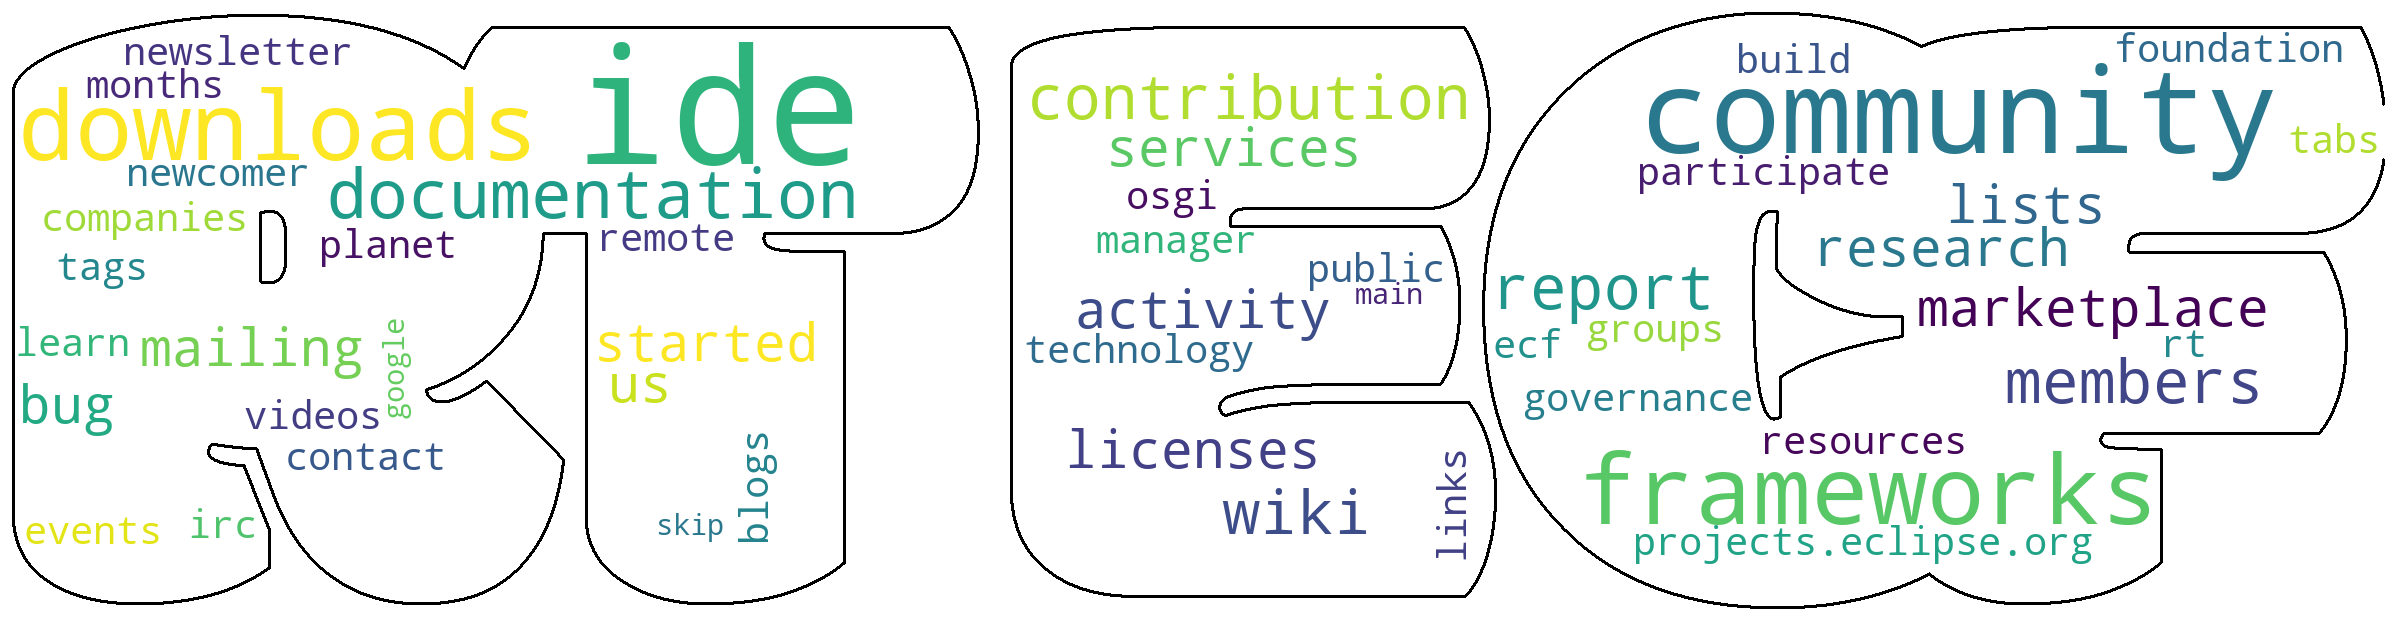 newsletter
months
downloads
ide
newcomer
documentation
companies
planet
remote
tags
learn
mailing
google
started
us
bug
videos
contact
blogs
skip
events
irc
contribution
services
osgi
manager
public
main
activity
technology
licenses
wiki
links
build
foundation
community
tabs
participate
lists
research
report
marketplace
groups
ecf
rt
members
governance
resources
frameworks
projects.eclipse.org